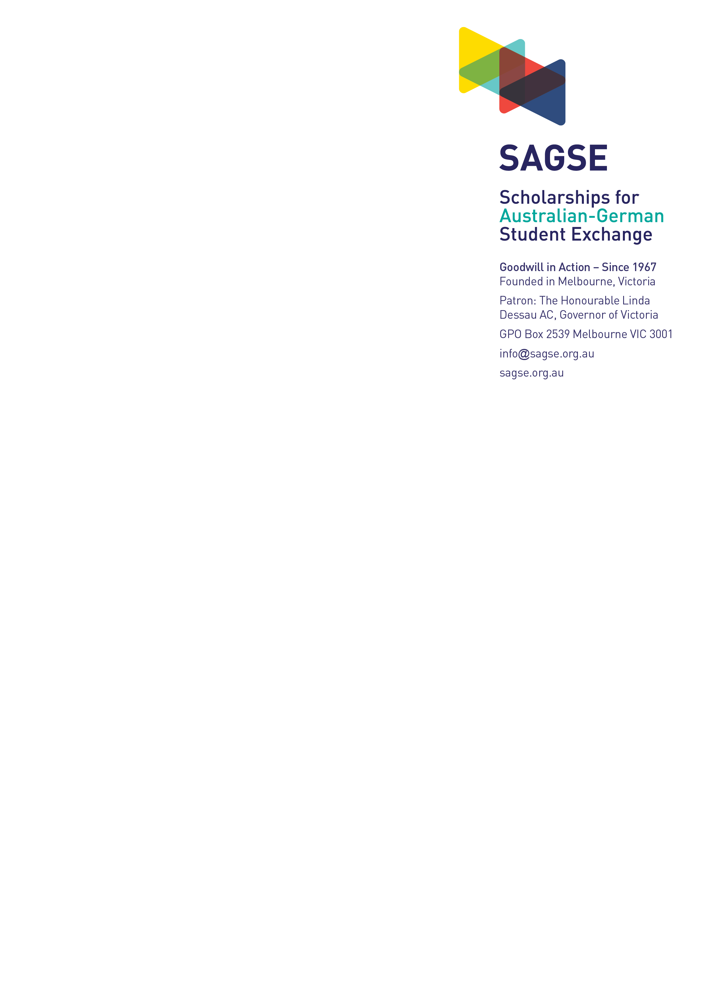 SAGSE
Scholarships for
Australian-German
Student Exchange
Goodwill in Action – Since 1967
Founded in Melbourne, Victoria
Patron: The Honourable Linda
Dessau AC, Governor of Victoria
GPO Box 2539 Melbourne VIC 3001
info@sagse.org.au
sagse.org.au